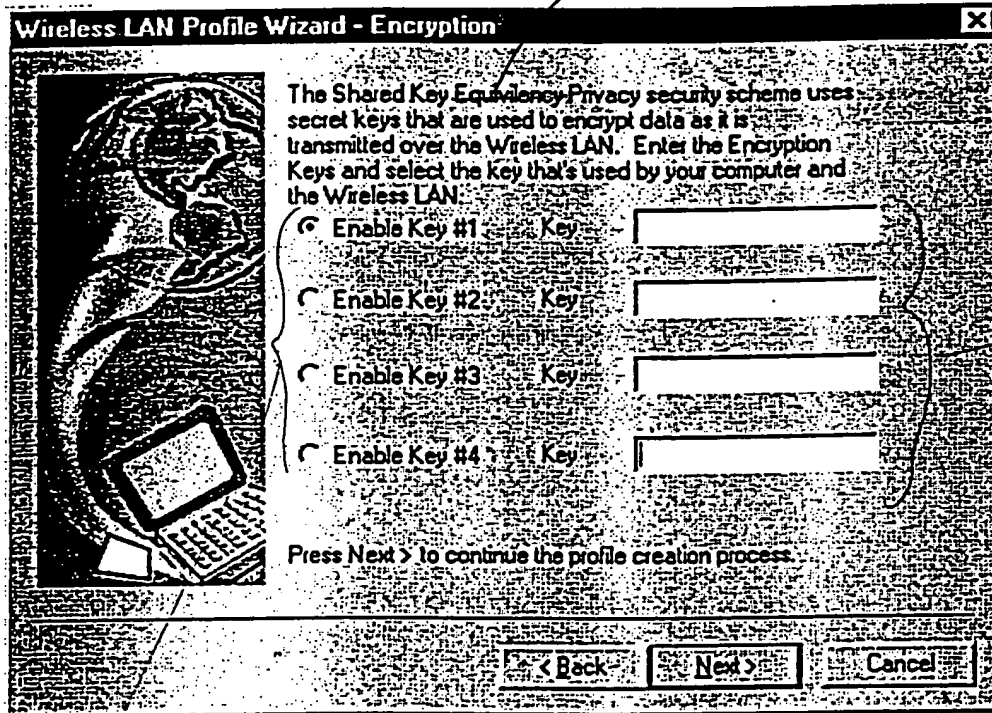 Wireless LAN Profile Wizard - Encryption
The Shared Key Equivilency Privacy security scheme uses
secret keys that are used to encrypt data as it is
transmitted over the Wireless LAN. Enter the Encryption
Keys and select the key that's used by your computer and
the Wireless LAN.
Enable Key #1 Key
Enable Key #2 Key
Enable Key #3 Key
Enable Key #4 Key
Press Next > to continue the profile creation process.
< Back Next > Cancel